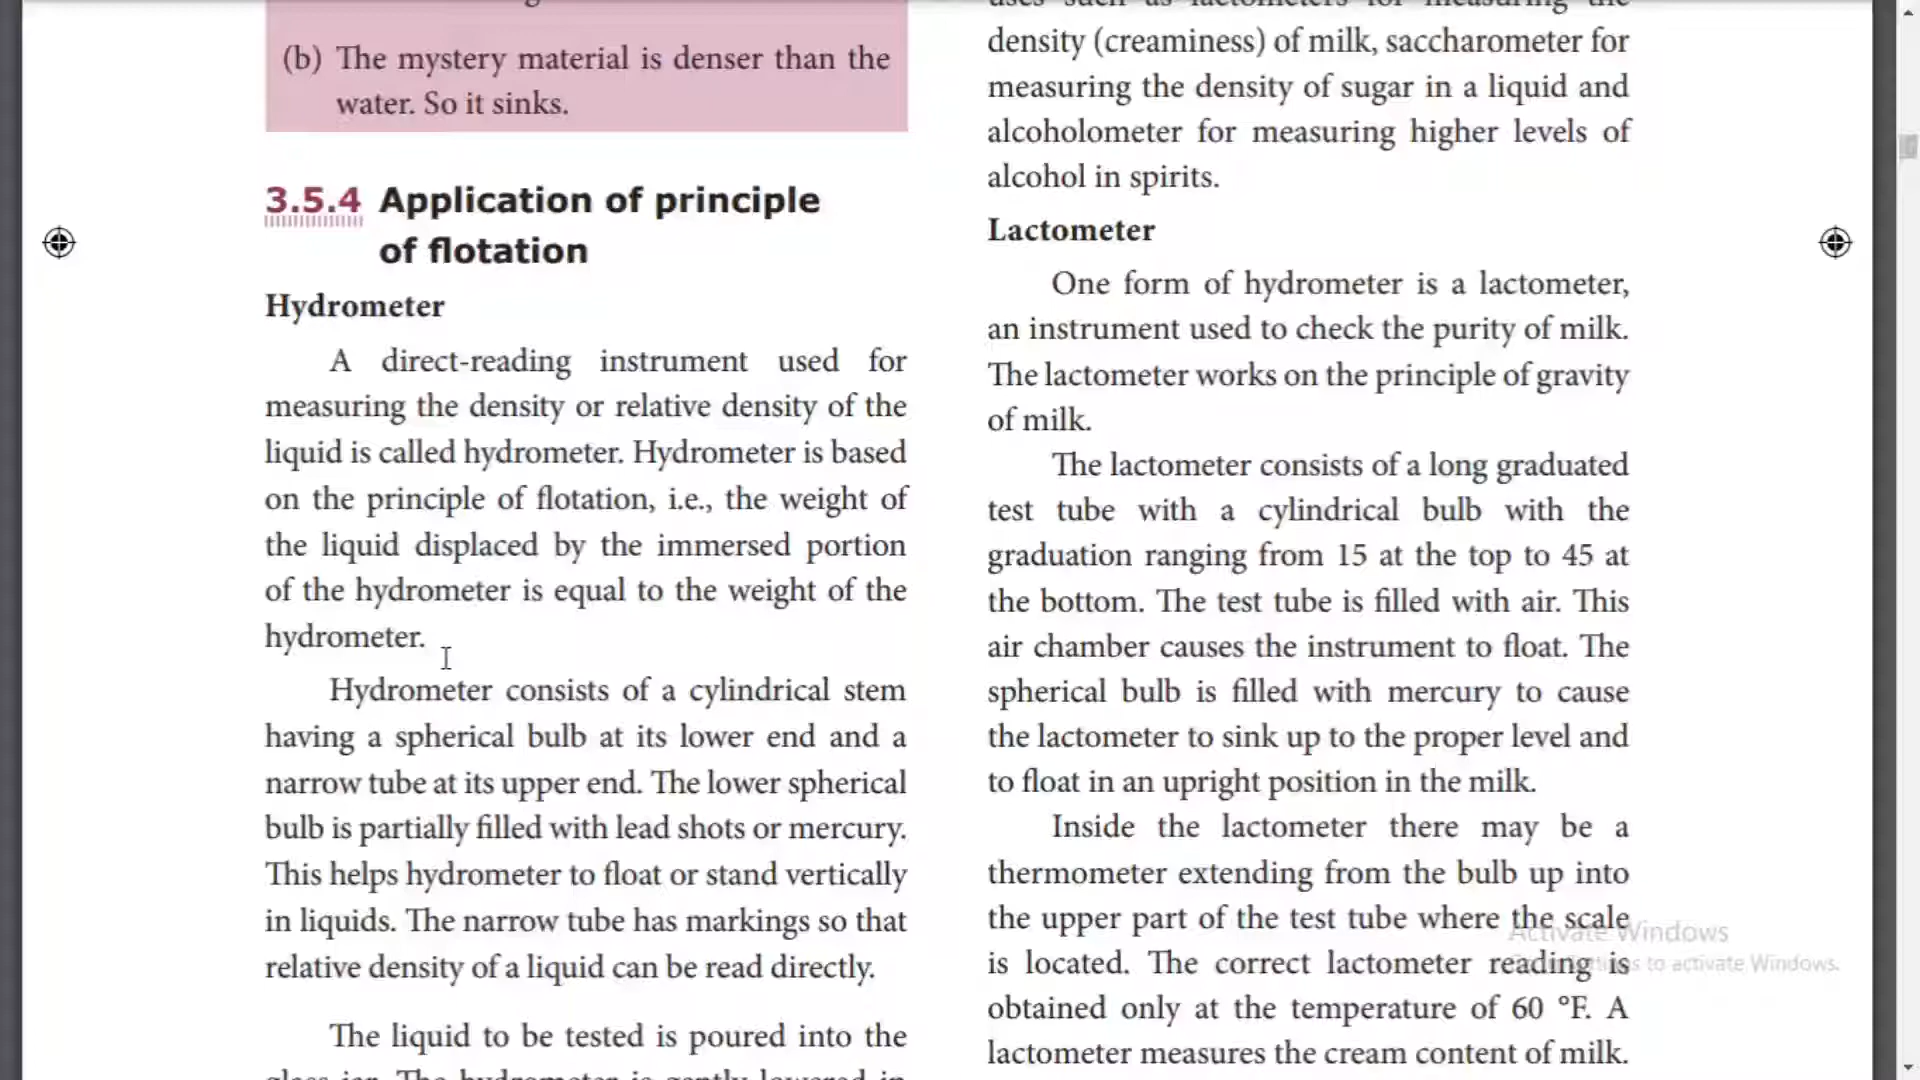 (b) The mystery material is denser than the
water. So it sinks.
3.5.4 Application of principle
of flotation
Hydrometer
A direct-reading instrument used for
measuring the density or relative density of the
liquid is called hydrometer. Hydrometer is based
on the principle of flotation, i.e., the weight of
the liquid displaced by the immersed portion
of the hydrometer is equal to the weight of the
hydrometer.
Hydrometer consists of a cylindrical stem
having a spherical bulb at its lower end and a
narrow tube at its upper end. The lower spherical
bulb is partially filled with lead shots or mercury.
This helps hydrometer to float or stand vertically
in liquids. The narrow tube has markings so that
relative density of a liquid can be read directly.
The liquid to be tested is poured into the
glass jar. The hydrometer is gently lowered in
uses such as lactometers for measuring the
density (creaminess) of milk, saccharometer for
measuring the density of sugar in a liquid and
alcoholometer for measuring higher levels of
alcohol in spirits.
Lactometer
One form of hydrometer is a lactometer,
an instrument used to check the purity of milk.
The lactometer works on the principle of gravity
of milk.
The lactometer consists of a long graduated
test tube with a cylindrical bulb with the
graduation ranging from 15 at the top to 45 at
the bottom. The test tube is filled with air. This
air chamber causes the instrument to float. The
spherical bulb is filled with mercury to cause
the lactometer to sink up to the proper level and
to float in an upright position in the milk.
Inside the lactometer there may be a
thermometer extending from the bulb up into
the upper part of the test tube where the scale
is located. The correct lactometer reading is
obtained only at the temperature of 60 °F. A
lactometer measures the cream content of milk.
Activate Windows
to activate Windows.